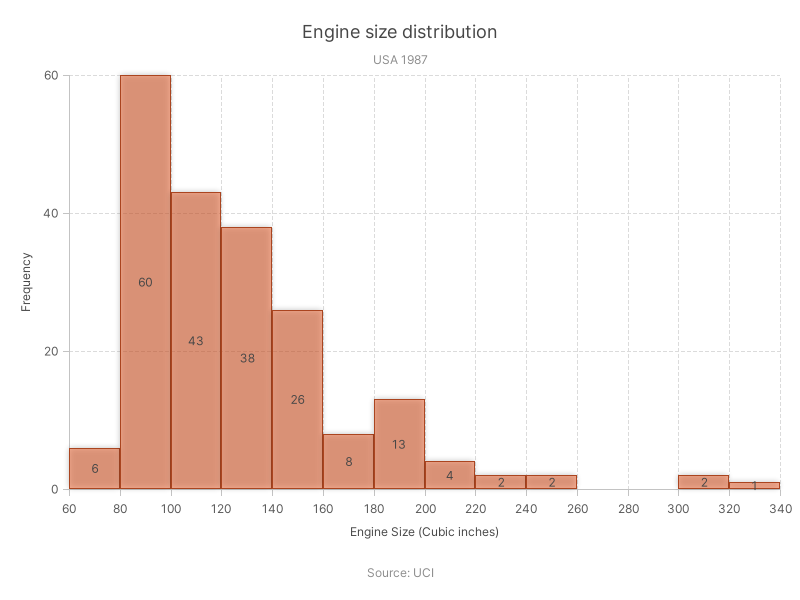 Engine size distribution
USA 1987
60
40
20
0
Frequency
6
60
43
38
26
8
13
4
2
2
2
1
60 80 100 120 140 160 180 200 220 240 260 280 300 320 340
Engine Size (Cubic inches)
Source: UCI